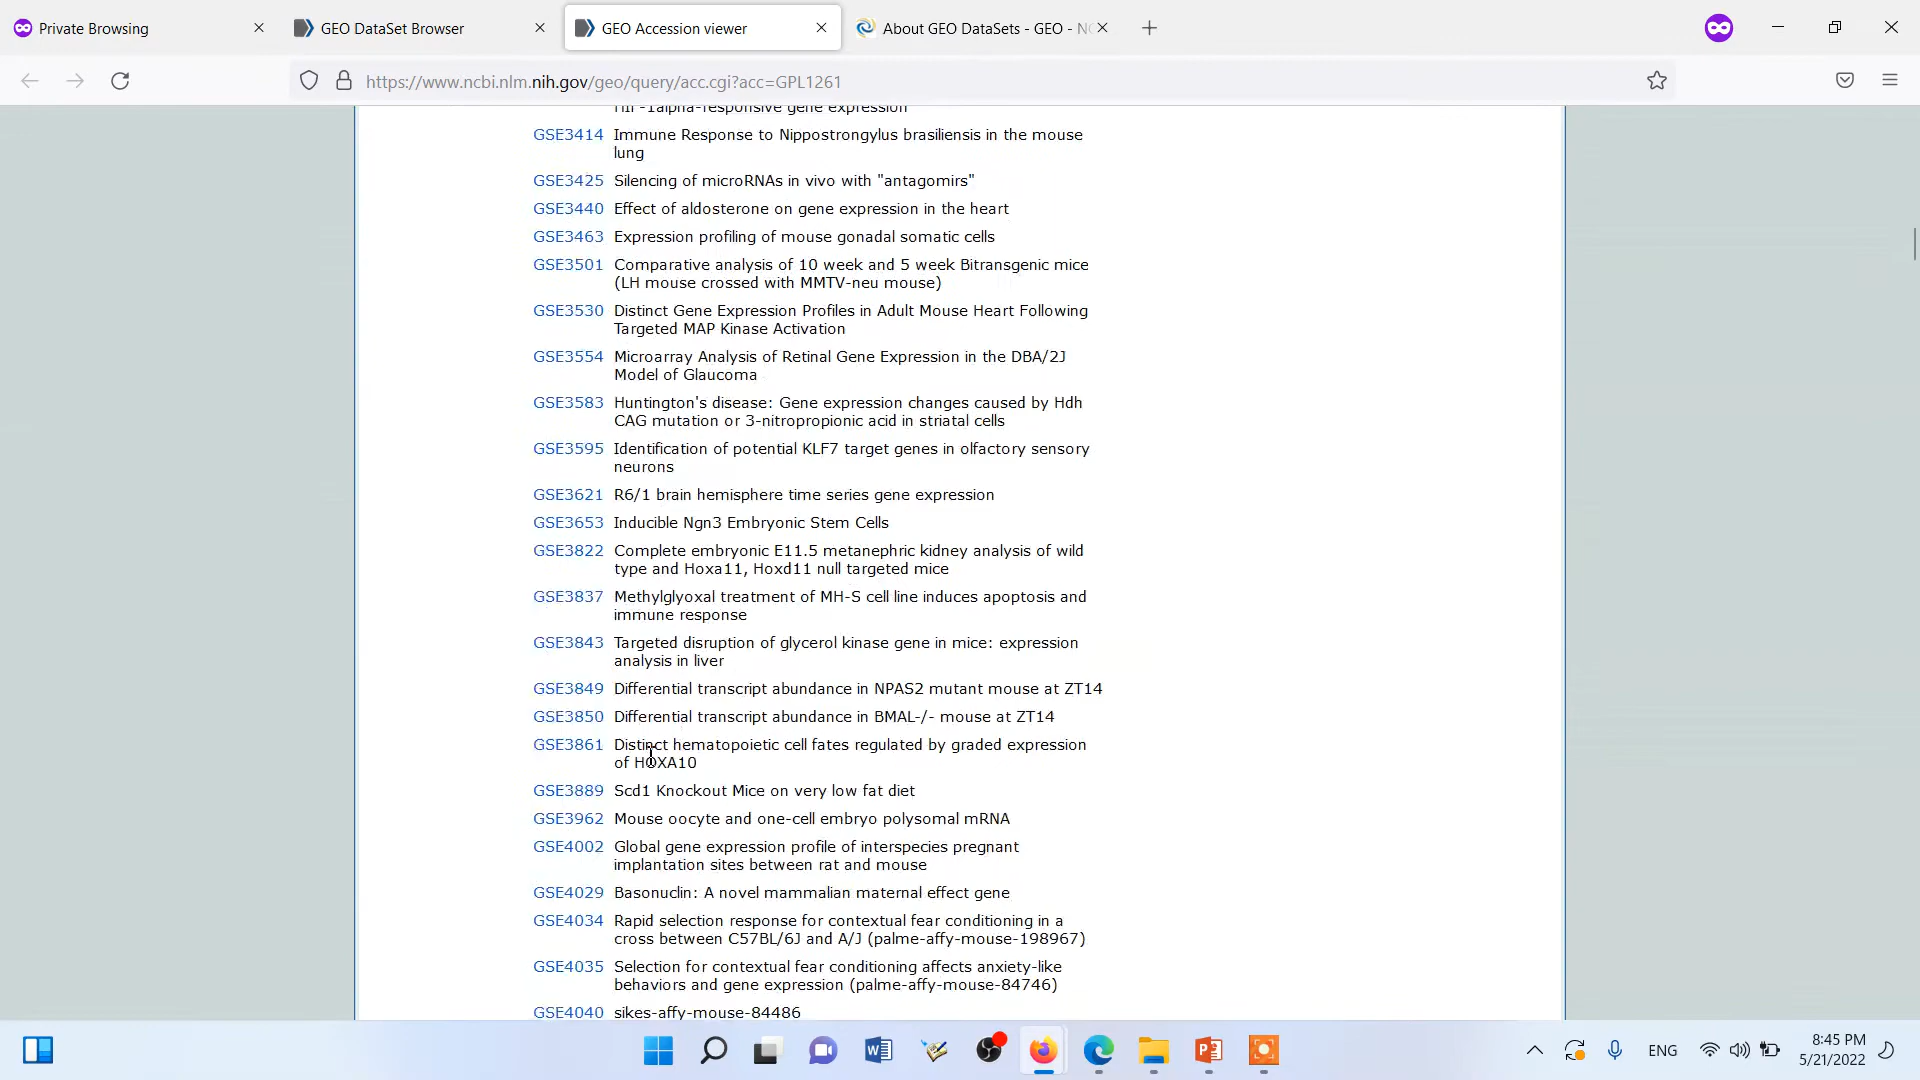 Private Browsing
GEO DataSet Browser
GEO Accession viewer
About GEO DataSets - GEO - NC
https://www.ncbi.nlm.nih.gov/geo/query/acc.cgi?acc=GPL1261
HIF-1alpha-responsive gene expression
GSE3414 Immune Response to Nippostrongylus brasiliensis in the mouse
lung
GSE3425 Silencing of microRNAs in vivo with "antagomirs"
GSE3440 Effect of aldosterone on gene expression in the heart
GSE3463 Expression profiling of mouse gonadal somatic cells
GSE3501 Comparative analysis of 10 week and 5 week Bitransgenic mice
(LH mouse crossed with MMTV-neu mouse)
GSE3530 Distinct Gene Expression Profiles in Adult Mouse Heart Following
Targeted MAP Kinase Activation
GSE3554 Microarray Analysis of Retinal Gene Expression in the DBA/2J
Model of Glaucoma
GSE3583 Huntington's disease: Gene expression changes caused by Hdh
CAG mutation or 3-nitropropionic acid in striatal cells
GSE3595 Identification of potential KLF7 target genes in olfactory sensory
neurons
GSE3621 R6/1 brain hemisphere time series gene expression
GSE3653 Inducible Ngn3 Embryonic Stem Cells
GSE3822 Complete embryonic E11.5 metanephric kidney analysis of wild
type and Hoxa11, Hoxd11 null targeted mice
GSE3837 Methylglyoxal treatment of MH-S cell line induces apoptosis and
immune response
GSE3843 Targeted disruption of glycerol kinase gene in mice: expression
analysis in liver
GSE3849 Differential transcript abundance in NPAS2 mutant mouse at ZT14
GSE3850 Differential transcript abundance in BMAL-/- mouse at ZT14
GSE3861 Distinct hematopoietic cell fates regulated by graded expression
of HOXA10
GSE3889 Scd1 Knockout Mice on very low fat diet
GSE3962 Mouse oocyte and one-cell embryo polysomal mRNA
GSE4002 Global gene expression profile of interspecies pregnant
implantation sites between rat and mouse
GSE4029 Basonuclin: A novel mammalian maternal effect gene
GSE4034 Rapid selection response for contextual fear conditioning in a
cross between C57BL/6J and A/J (palme-affy-mouse-198967)
GSE4035 Selection for contextual fear conditioning affects anxiety-like
behaviors and gene expression (palme-affy-mouse-84746)
GSE4040 sikes-affy-mouse-84486
ENG
8:45 PM
5/21/2022